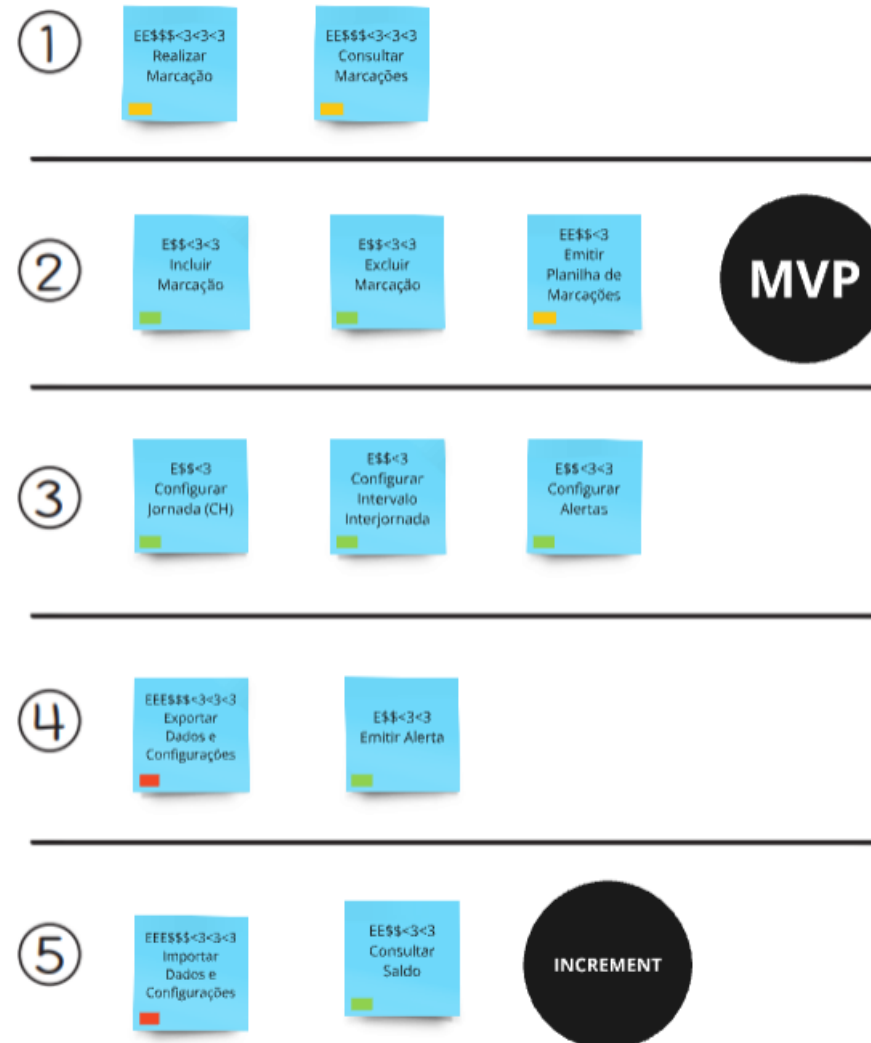 1
EE$$$<3<3<3
Realizar
Marcação
EE$$$<3<3<3
Consultar
Marcações
2
E$$<3<3
Incluir
Marcação
E$$<3<3
Excluir
Marcação
EE$$<3
Emitir
Planilha de
Marcações
MVP
3
E$$<3
Configurar
Jornada (CH)
E$$<3
Configurar
Intervalo
Interjornada
E$$<3<3
Configurar
Alertas
4
EEE$$$<3<3<3
Exportar
Dados e
Configurações
E$$<3<3
Emitir Alerta
5
EEE$$$<3<3<3
Importar
Dados e
Configurações
EE$$<3<3
Consultar
Saldo
INCREMENT